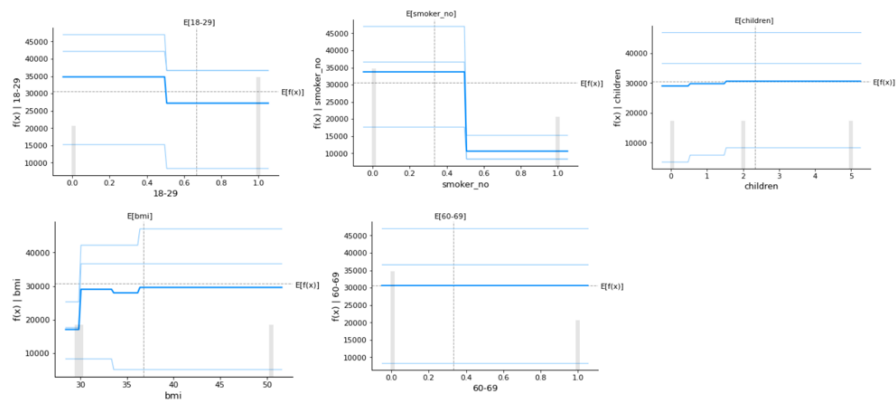 E[18-29]
f(x) | 18-29
45000
40000
35000
30000
25000
20000
15000
10000
E[f(x)]
0.0 0.2 0.4 0.6 0.8 1.0
18-29
E[smoker_no]
f(x) | smoker_no
45000
40000
35000
30000
25000
20000
15000
10000
E[f(x)]
0.0 0.2 0.4 0.6 0.8 1.0
smoker_no
E[children]
f(x) | children
40000
30000
20000
10000
E[f(x)]
0 1 2 3 4 5
children
E[bmi]
f(x) | bmi
40000
30000
20000
10000
E[f(x)]
30 35 40 45 50
bmi
E[60-69]
f(x) | 60-69
45000
40000
35000
30000
25000
20000
15000
10000
E[f(x)]
0.0 0.2 0.4 0.6 0.8 1.0
60-69